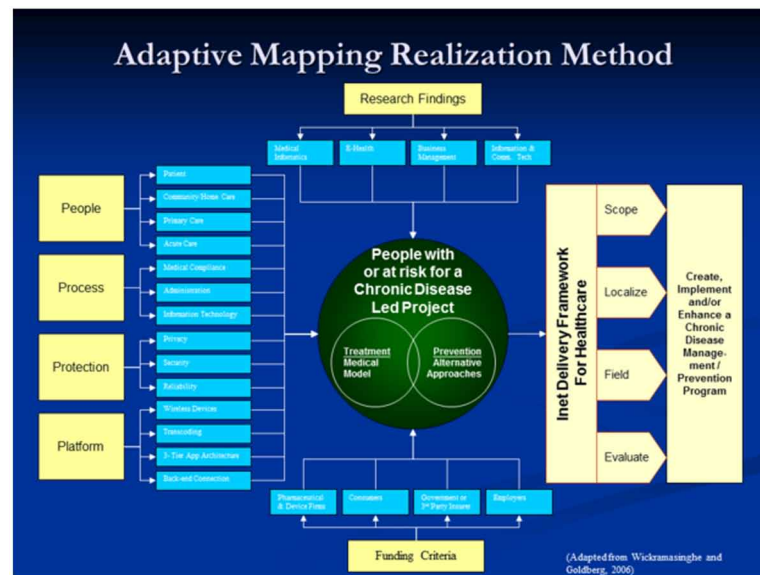 Adaptive Mapping Realization Method
Research Findings
Medical
Informatics
E-Health
Business
Management
Information &
Comm. Tech
People
Patient
Community/Home Care
Primary Care
Acute Care
Process
Medical Compliance
Administration
Information Technology
Protection
Privacy
Security
Reliability
Platform
Wireless Devices
Transcoding
3-Tier App Architecture
Back-end Connection
People with
or at risk for a
Chronic Disease
Led Project
Treatment
Medical
Model
Prevention
Alternative
Approaches
Inet Delivery Framework
For Healthcare
Scope
Localize
Field
Evaluate
Create,
Implement
and/or
Enhance a
Chronic
Disease
Manage-
ment /
Prevention
Program
Pharmaceutical
& Device Firms
Consumers
Government or
3rd Party Insurer
Employers
Funding Criteria
(Adapted from Wickramasinghe and
Goldberg, 2006)